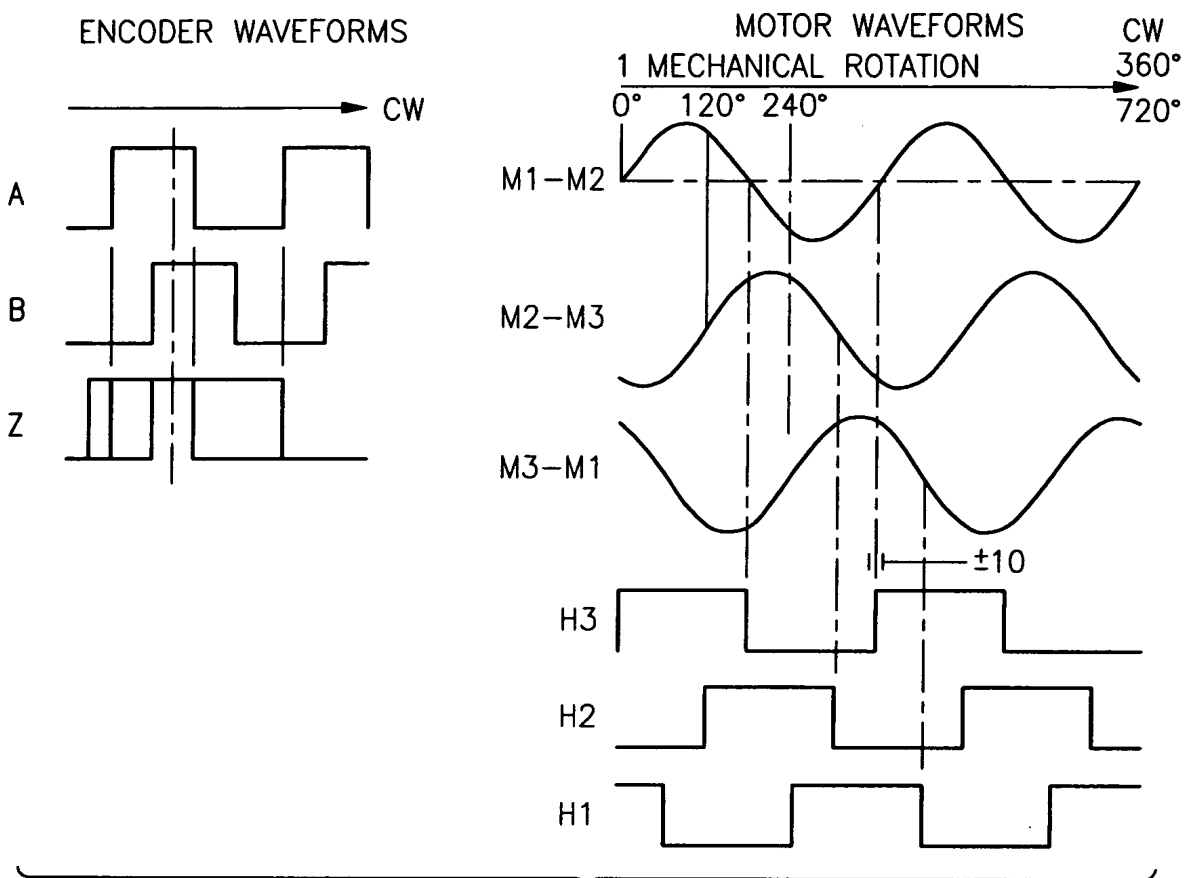 ENCODER WAVEFORMS
CW
A
B
Z
MOTOR WAVEFORMS
CW
1 MECHANICAL ROTATION
360°
0° 120° 240°
720°
M1–M2
M2–M3
M3–M1
±10
H3
H2
H1